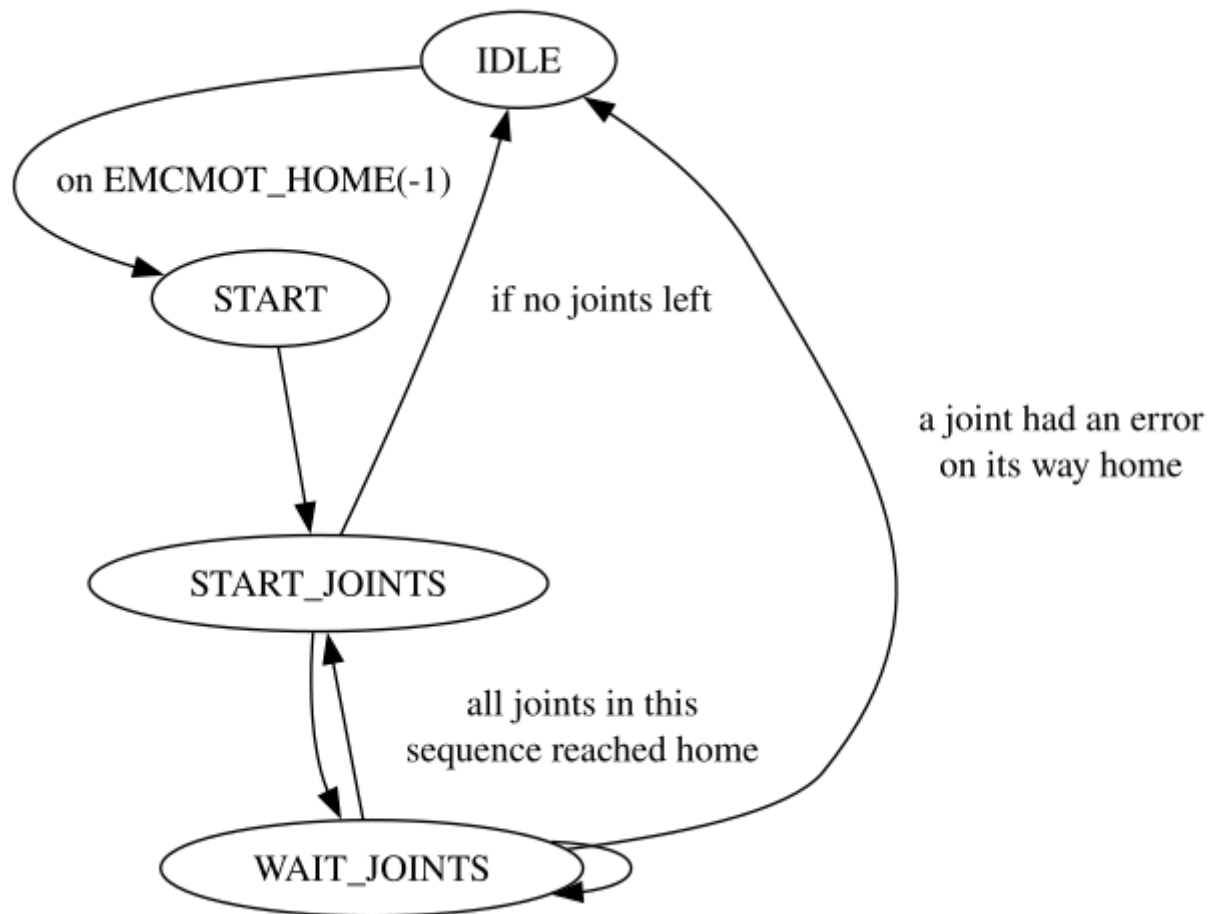 IDLE
on EMCMOT_HOME(-1)
START
if no joints left
a joint had an error
on its way home
START_JOINTS
all joints in this
sequence reached home
WAIT_JOINTS